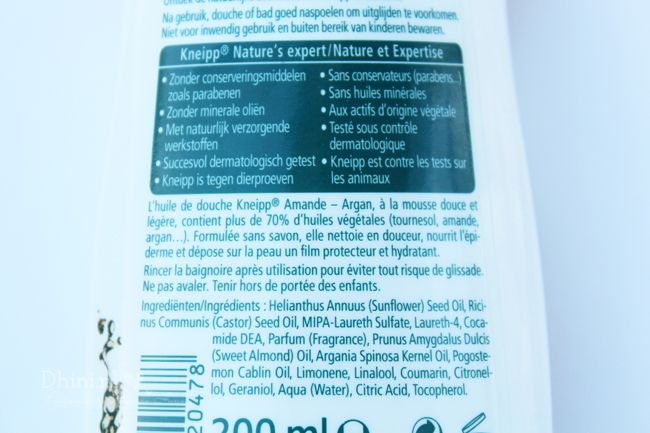 Na gebruik, douche of bad goed naspoelen om uitglijden te voorkomen.
Niet voor inwendig gebruik en buiten bereik van kinderen bewaren.
Kneipp® Nature's expert/Nature et Expertise
• Zonder conserveringsmiddelen
zoals parabenen
• Zonder minerale oliën
• Met natuurlijk verzorgende
werkstoffen
• Succesvol dermatologisch getest
• Kneipp is tegen dierproeven
• Sans conservateurs (parabens...)
• Sans huiles minérales
• Aux actifs d'origine végétale
• Testé sous contrôle
dermatologique
• Kneipp est contre les tests sur
les animaux
L'huile de douche Kneipp® Amande – Argan, à la mousse douce et
légère, contient plus de 70% d'huiles végétales (tournesol, amande,
argan...). Formulée sans savon, elle nettoie en douceur, nourrit l'épi-
derme et dépose sur la peau un film protecteur et hydratant.
Rincer la baignoire après utilisation pour éviter tout risque de glissade.
Ne pas avaler. Tenir hors de portée des enfants.
Ingrediënten/Ingrédients : Helianthus Annuus (Sunflower) Seed Oil, Rici-
nus Communis (Castor) Seed Oil, MIPA-Laureth Sulfate, Laureth-4, Coca-
mide DEA, Parfum (Fragrance), Prunus Amygdalus Dulcis
(Sweet Almond) Oil, Argania Spinosa Kernel Oil, Pogoste-
mon Cablin Oil, Limonene, Linalool, Coumarin, Citronel-
lol, Geraniol, Aqua (Water), Citric Acid, Tocopherol.
20478
200 ml e